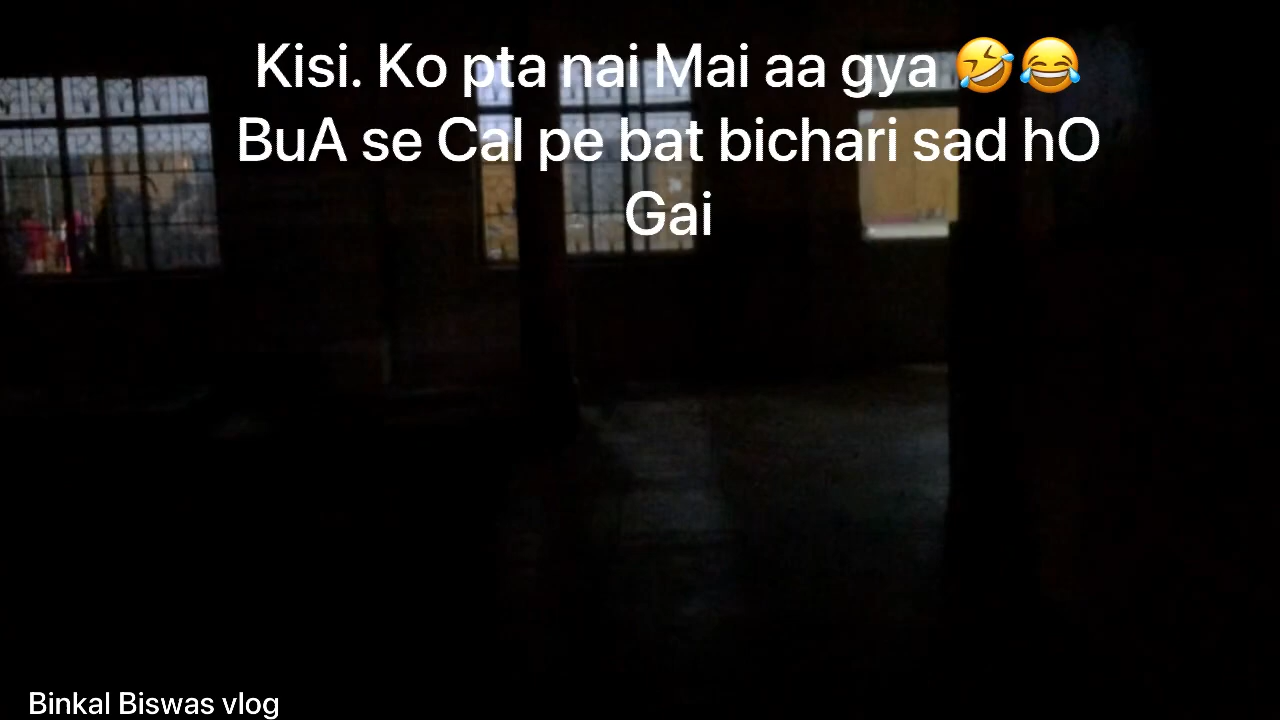 Kisi. Ko pta nai Mai aa gya 🤣😂
BuA se Cal pe bat bichari sad hO
Gai
Binkal Biswas vlog